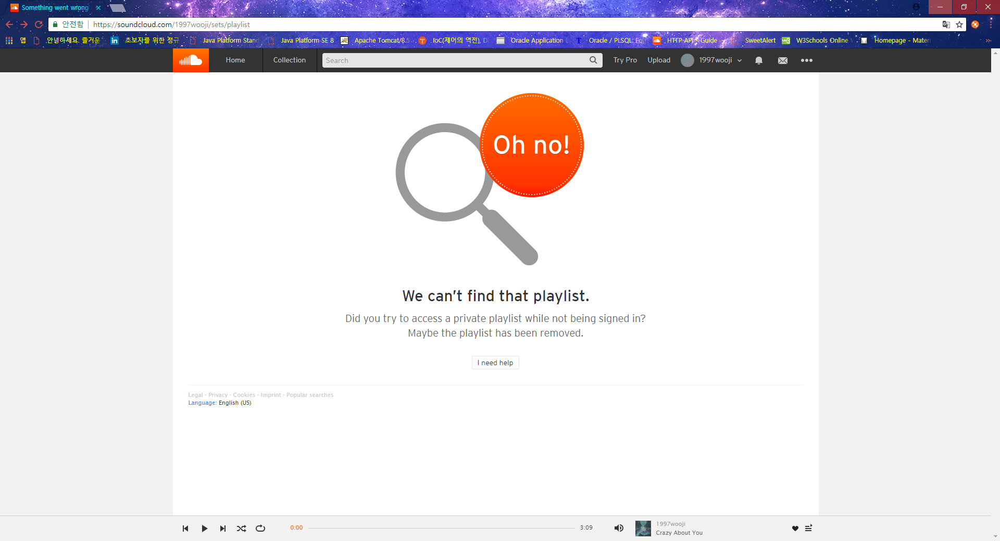 Something went wrong
안전함 https://soundcloud.com/1997wooji/sets/playlist
앱 안녕하세요. 즐거운 초보자를 위한 정규 Java Platform Stand Java Platform SE 8 Apache Tomcat/8.5 IoC(제어의 역전), D Oracle Application Oracle / PLSQL: HTTP API - Guide SweetAlert W3Schools Online Homepage - Materi
Home Collection Search Try Pro Upload 1997wooji
Oh no!
We can't find that playlist.
Did you try to access a private playlist while not being signed in?
Maybe the playlist has been removed.
I need help
Legal - Privacy - Cookies - Imprint - Popular searches
Language: English (US)
0:00 3:09
1997wooji
Crazy About You